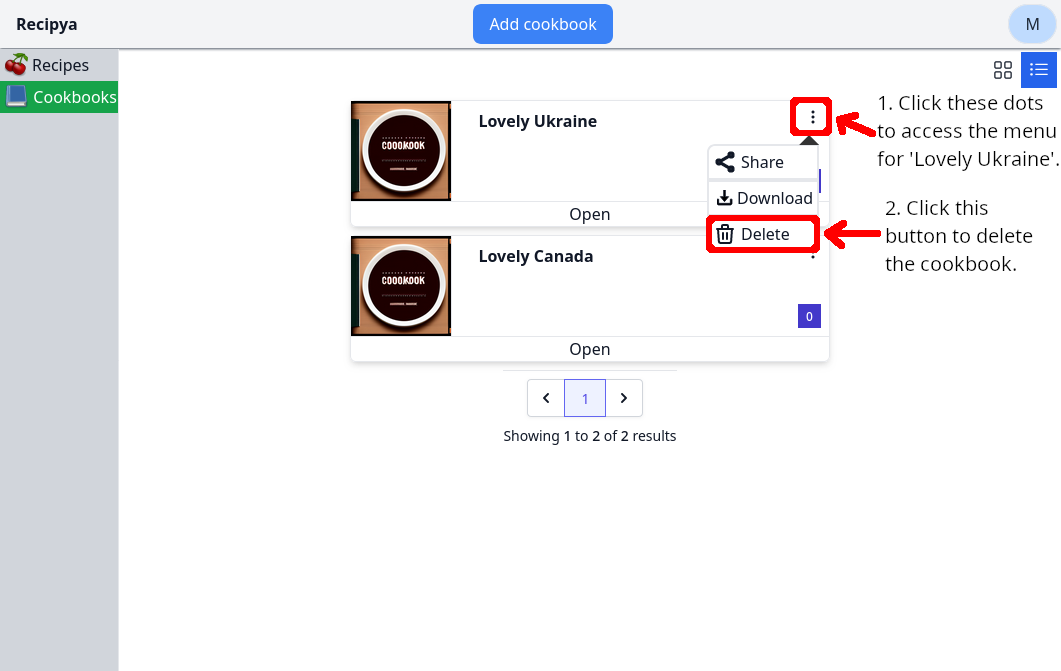 Recipya
Add cookbook
M
Recipes
Cookbooks
1. Click these dots
to access the menu
for 'Lovely Ukraine'.
Lovely Ukraine
COOOKOOK
Share
Download
Delete
Open
2. Click this
button to delete
the cookbook.
Lovely Canada
COOOKOOK
0
Open
1
Showing 1 to 2 of 2 results